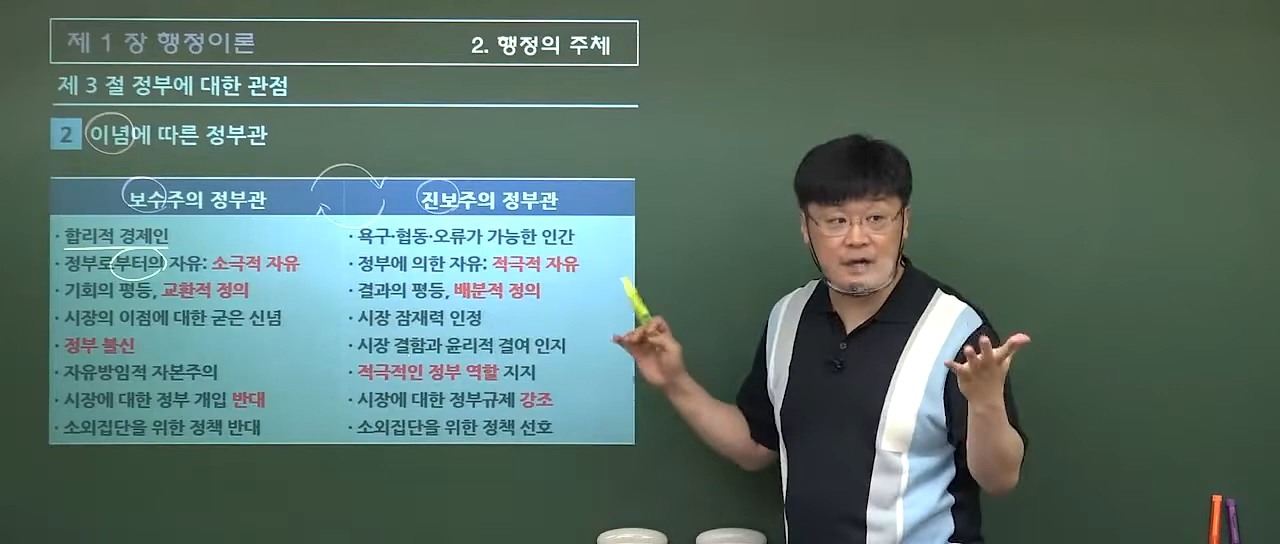 제 1 장 행정이론
2. 행정의 주체
제 3 절 정부에 대한 관점
2 이념에 따른 정부관
보수주의 정부관
진보주의 정부관
· 합리적 경제인
· 욕구·협동·오류가 가능한 인간
· 정부로부터의 자유: 소극적 자유
· 정부에 의한 자유: 적극적 자유
· 기회의 평등, 교환적 정의
· 결과의 평등, 배분적 정의
· 시장의 이점에 대한 굳은 신념
· 시장 잠재력 인정
· 정부 불신
· 시장 결함과 윤리적 결여 인지
· 자유방임적 자본주의
· 적극적인 정부 역할 지지
· 시장에 대한 정부 개입 반대
· 시장에 대한 정부규제 강조
· 소외집단을 위한 정책 반대
· 소외집단을 위한 정책 선호